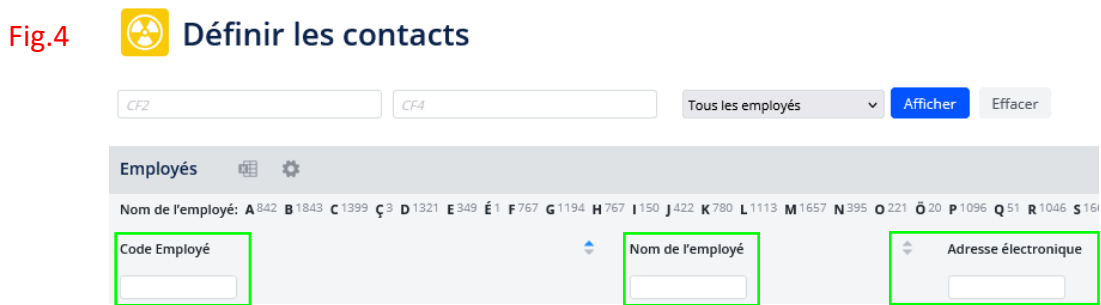 Fig.4
Définir les contacts
CF2 CF4 Tous les employés Afficher Effacer
Employés
Nom de l'employé: A 842 B 1843 C 1399 Ç 3 D 1321 E 349 É 1 F 767 G 1194 H 767 I 150 J 422 K 780 L 1113 M 1657 N 395 O 221 Ö 20 P 1096 Q 51 R 1046 S
Code Employé Nom de l'employé Adresse électronique